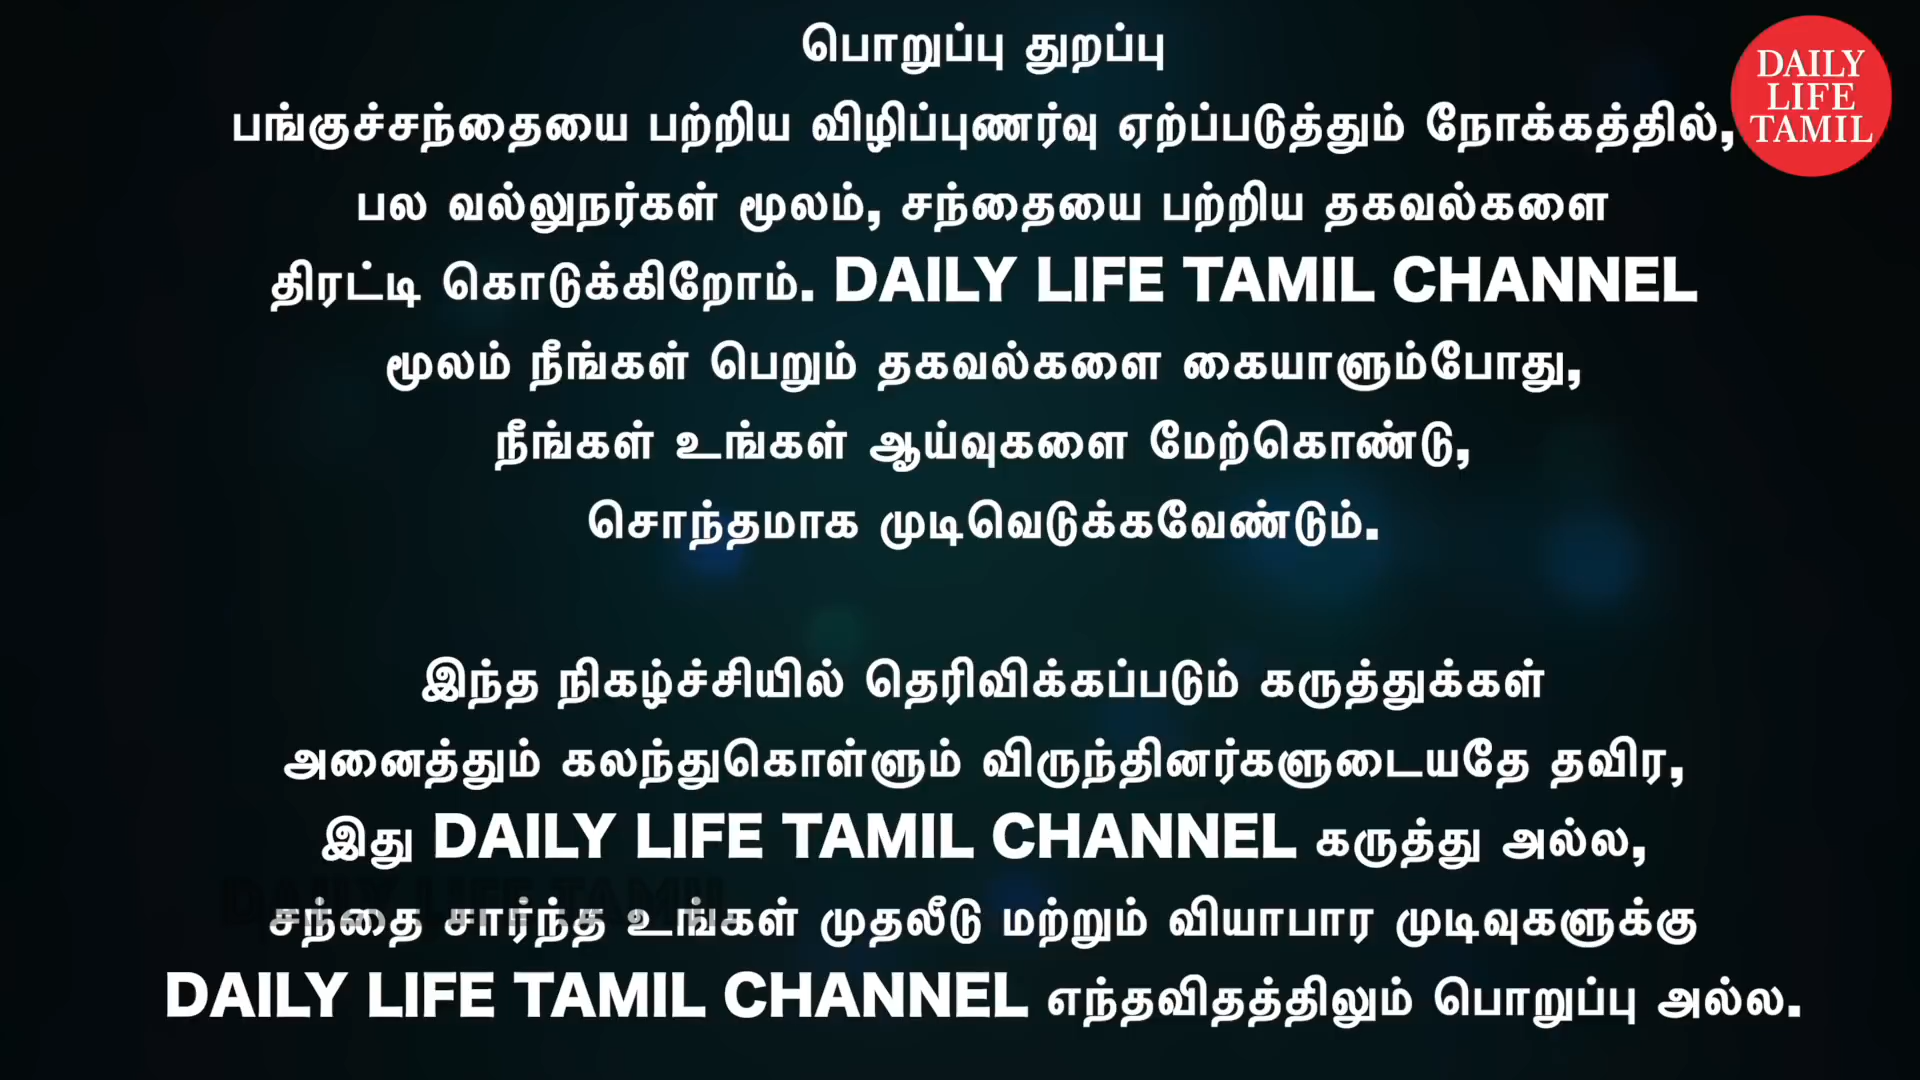 பொறுப்பு துறப்பு
DAILY
LIFE
TAMIL
பங்குச்சந்தையை பற்றிய விழிப்புணர்வு ஏற்ப்படுத்தும் நோக்கத்தில்,
பல வல்லுநர்கள் மூலம், சந்தையை பற்றிய தகவல்களை
திரட்டி கொடுக்கிறோம். DAILY LIFE TAMIL CHANNEL
மூலம் நீங்கள் பெறும் தகவல்களை கையாளும்போது,
நீங்கள் உங்கள் ஆய்வுகளை மேற்கொண்டு,
சொந்தமாக முடிவெடுக்கவேண்டும்.
இந்த நிகழ்ச்சியில் தெரிவிக்கப்படும் கருத்துக்கள்
அனைத்தும் கலந்துகொள்ளும் விருந்தினர்களுடையதே தவிர,
இது DAILY LIFE TAMIL CHANNEL கருத்து அல்ல,
DAILY LIFE TAMIL
சந்தை சார்ந்த உங்கள் முதலீடு மற்றும் வியாபார முடிவுகளுக்கு
DAILY LIFE TAMIL CHANNEL எந்தவிதத்திலும் பொறுப்பு அல்ல.